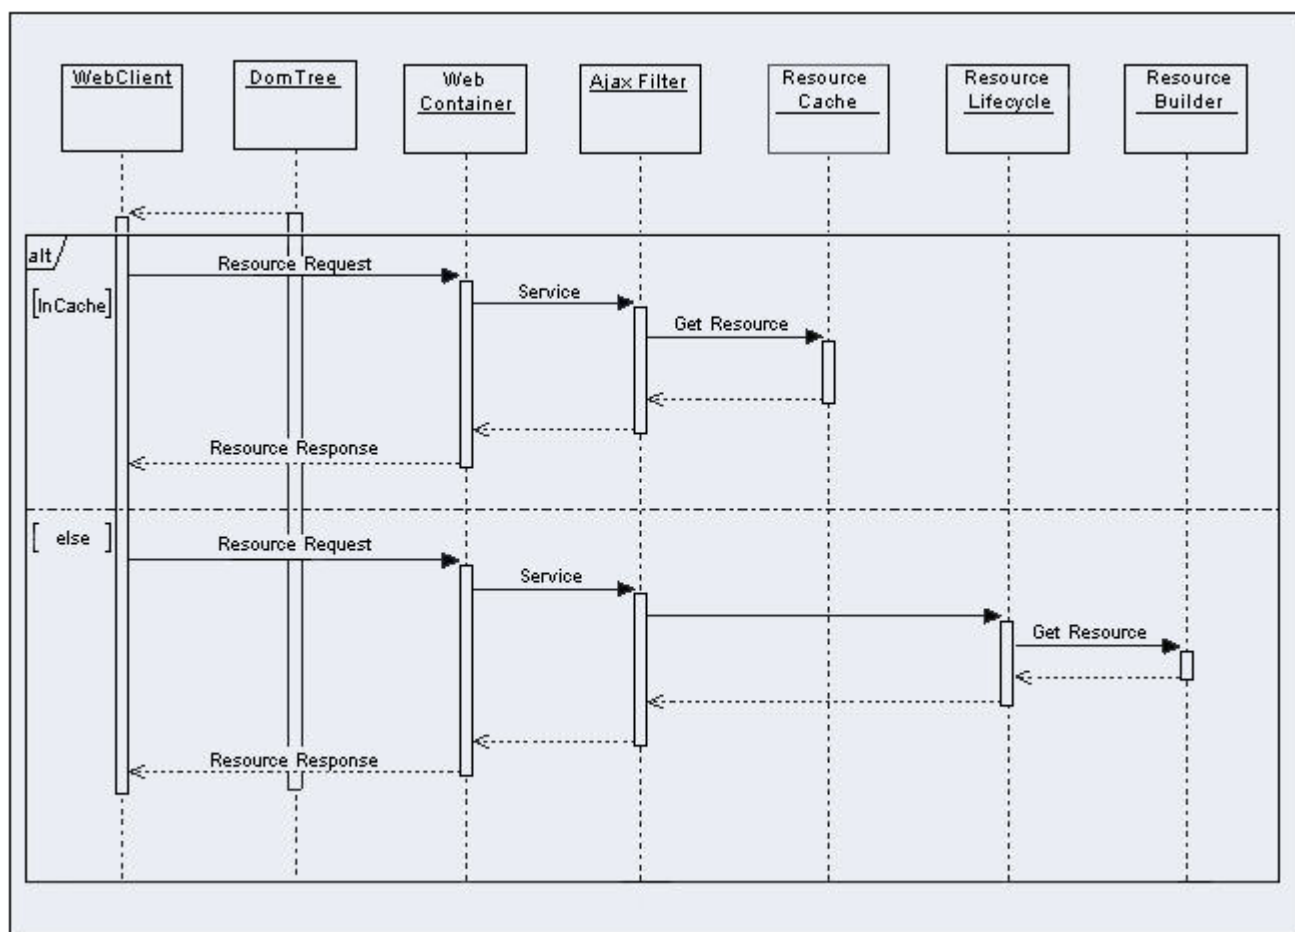 WebClient
DomTree
Web
Container
Ajax Filter
Resource
Cache
Resource
Lifecycle
Resource
Builder
alt
Resource Request
[InCache]
Service
Get Resource
Resource Response
[ else ]
Resource Request
Service
Get Resource
Resource Response